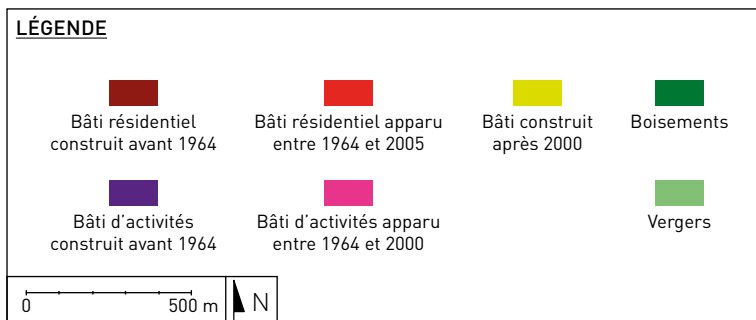 LÉGENDE
Bâti résidentiel
construit avant 1964
Bâti résidentiel apparu
entre 1964 et 2005
Bâti construit
après 2000
Boisements
Bâti d'activités
construit avant 1964
Bâti d'activités apparu
entre 1964 et 2000
Vergers
0 500 m N